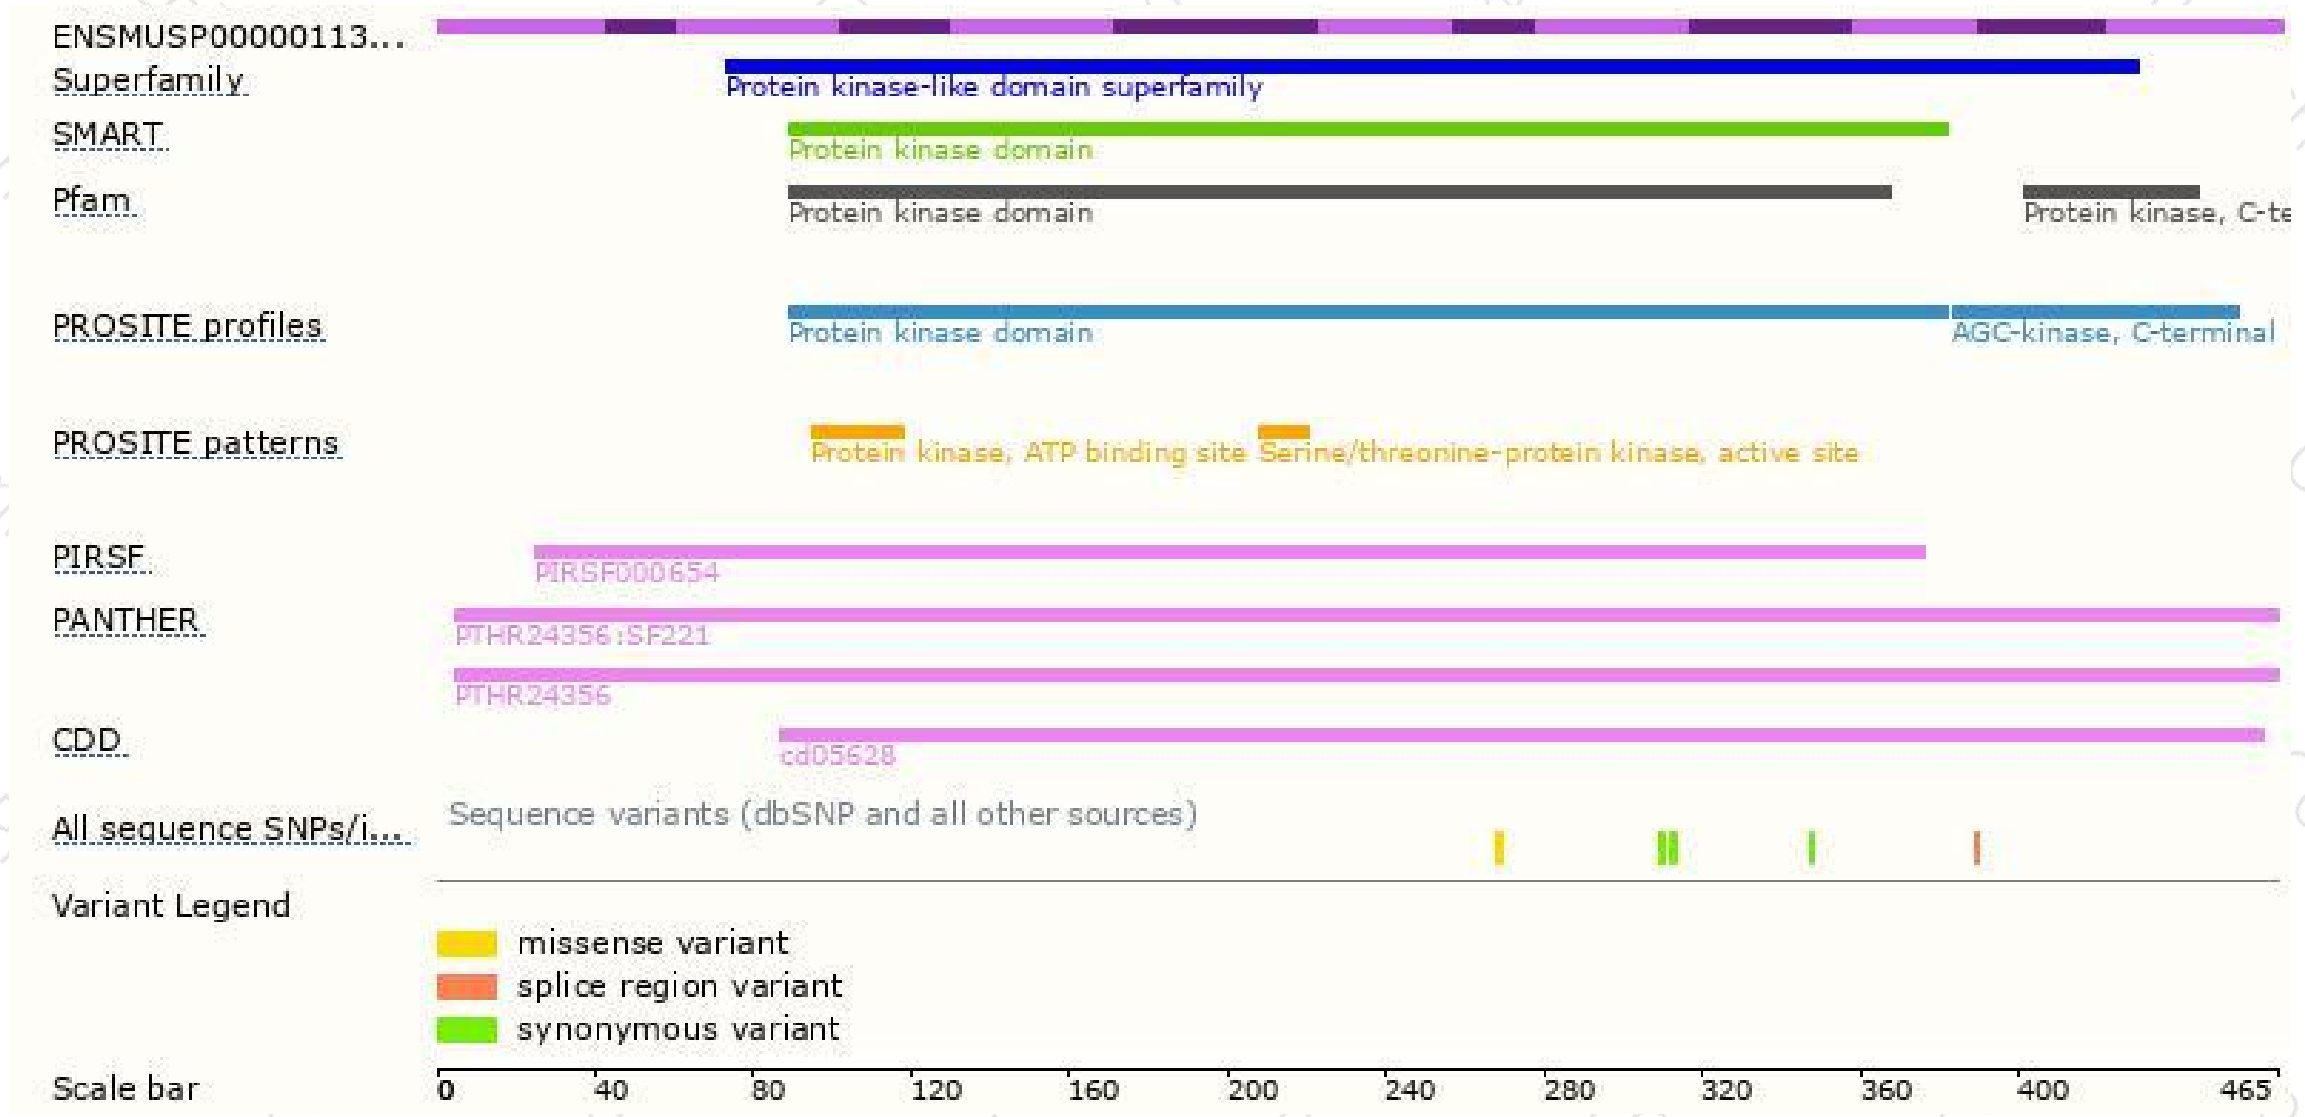 ENSMUSP00000113...
Superfamily
Protein kinase-like domain superfamily
SMART
Protein kinase domain
Pfam
Protein kinase domain
Protein kinase, C-te
PROSITE profiles
Protein kinase domain
AGC-kinase, C-terminal
PROSITE patterns
Protein kinase, ATP binding site
Serine/threonine-protein kinase, active site
PIRSF
PIRSF000654
PANTHER
PTHR24356:SF221
PTHR24356
CDD
cd05628
All sequence SNPs/i...
Sequence variants (dbSNP and all other sources)
Variant Legend
missense variant
splice region variant
synonymous variant
Scale bar
0 40 80 120 160 200 240 280 320 360 400 465